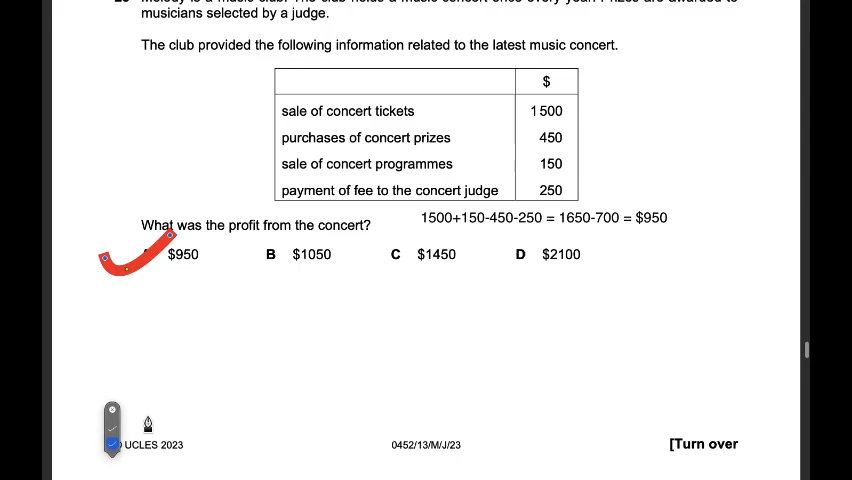 musicians selected by a judge.
The club provided the following information related to the latest music concert.
$
sale of concert tickets 1500
purchases of concert prizes 450
sale of concert programmes 150
payment of fee to the concert judge 250
What was the profit from the concert?
1500+150-450-250 = 1650-700 = $950
$950 B $1050 C $1450 D $2100
UCLES 2023 0452/13/M/J/23 [Turn over